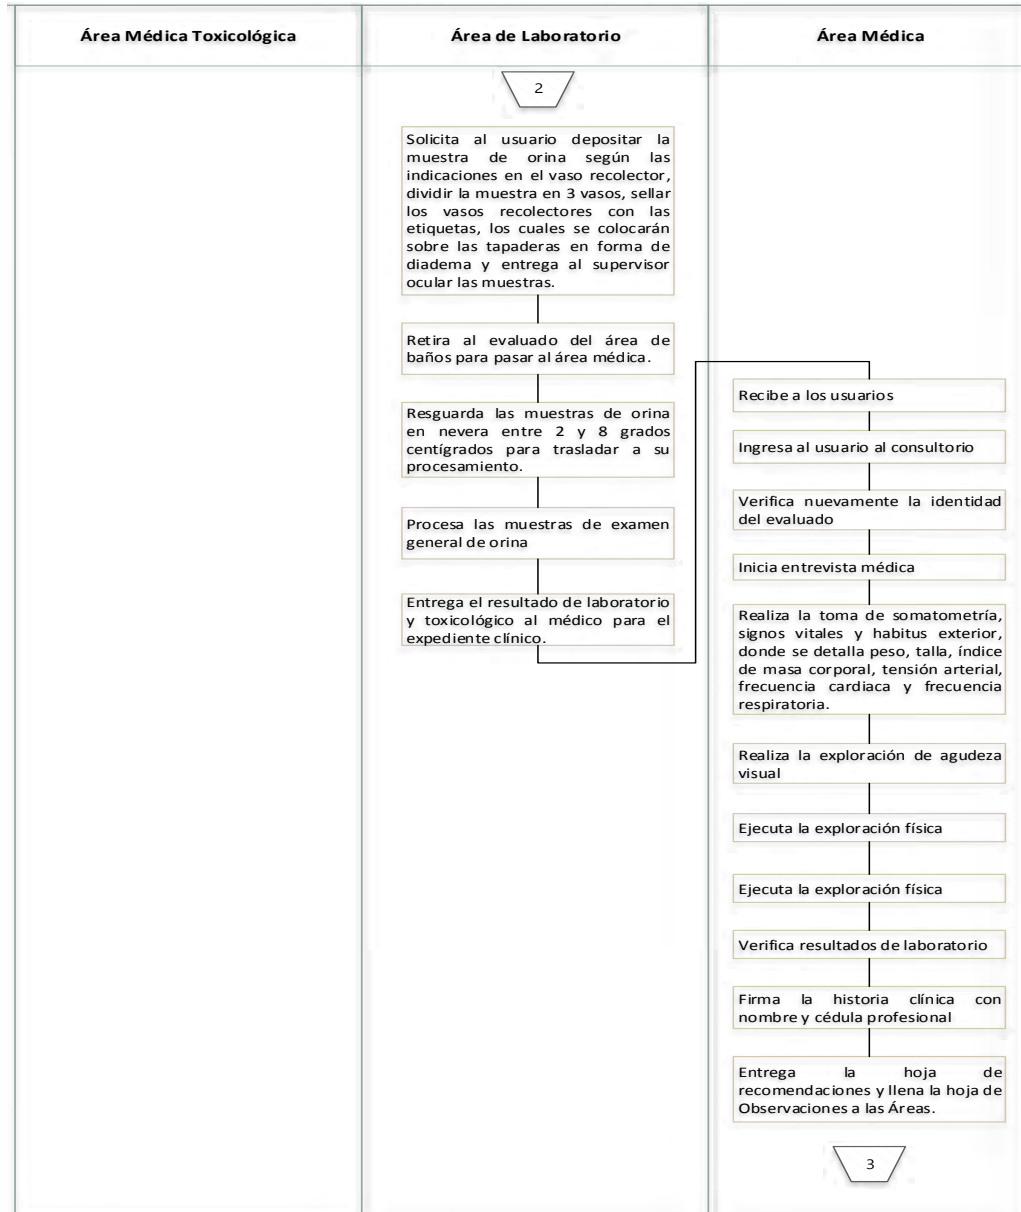 Área Médica Toxicológica
Área de Laboratorio
Área Médica
2
Solicita al usuario depositar la
muestra de orina según las
indicaciones en el vaso recolector,
dividir la muestra en 3 vasos, sellar
los vasos recolectores con las
etiquetas, los cuales se colocarán
sobre las tapaderas en forma de
diadema y entrega al supervisor
ocular las muestras.
Retira al evaluado del área de
baños para pasar al área médica.
Resguarda las muestras de orina
en nevera entre 2 y 8 grados
centígrados para trasladar a su
procesamiento.
Procesa las muestras de examen
general de orina
Entrega el resultado de laboratorio
y toxicológico al médico para el
expediente clínico.
Recibe a los usuarios
Ingresa al usuario al consultorio
Verifica nuevamente la identidad
del evaluado
Inicia entrevista médica
Realiza la toma de somatometría,
signos vitales y habitus exterior,
donde se detalla peso, talla, índice
de masa corporal, tensión arterial,
frecuencia cardiaca y frecuencia
respiratoria.
Realiza la exploración de agudeza
visual
Ejecuta la exploración física
Ejecuta la exploración física
Verifica resultados de laboratorio
Firma la historia clínica con
nombre y cédula profesional
Entrega la hoja de
recomendaciones y llena la hoja de
Observaciones a las Áreas.
3